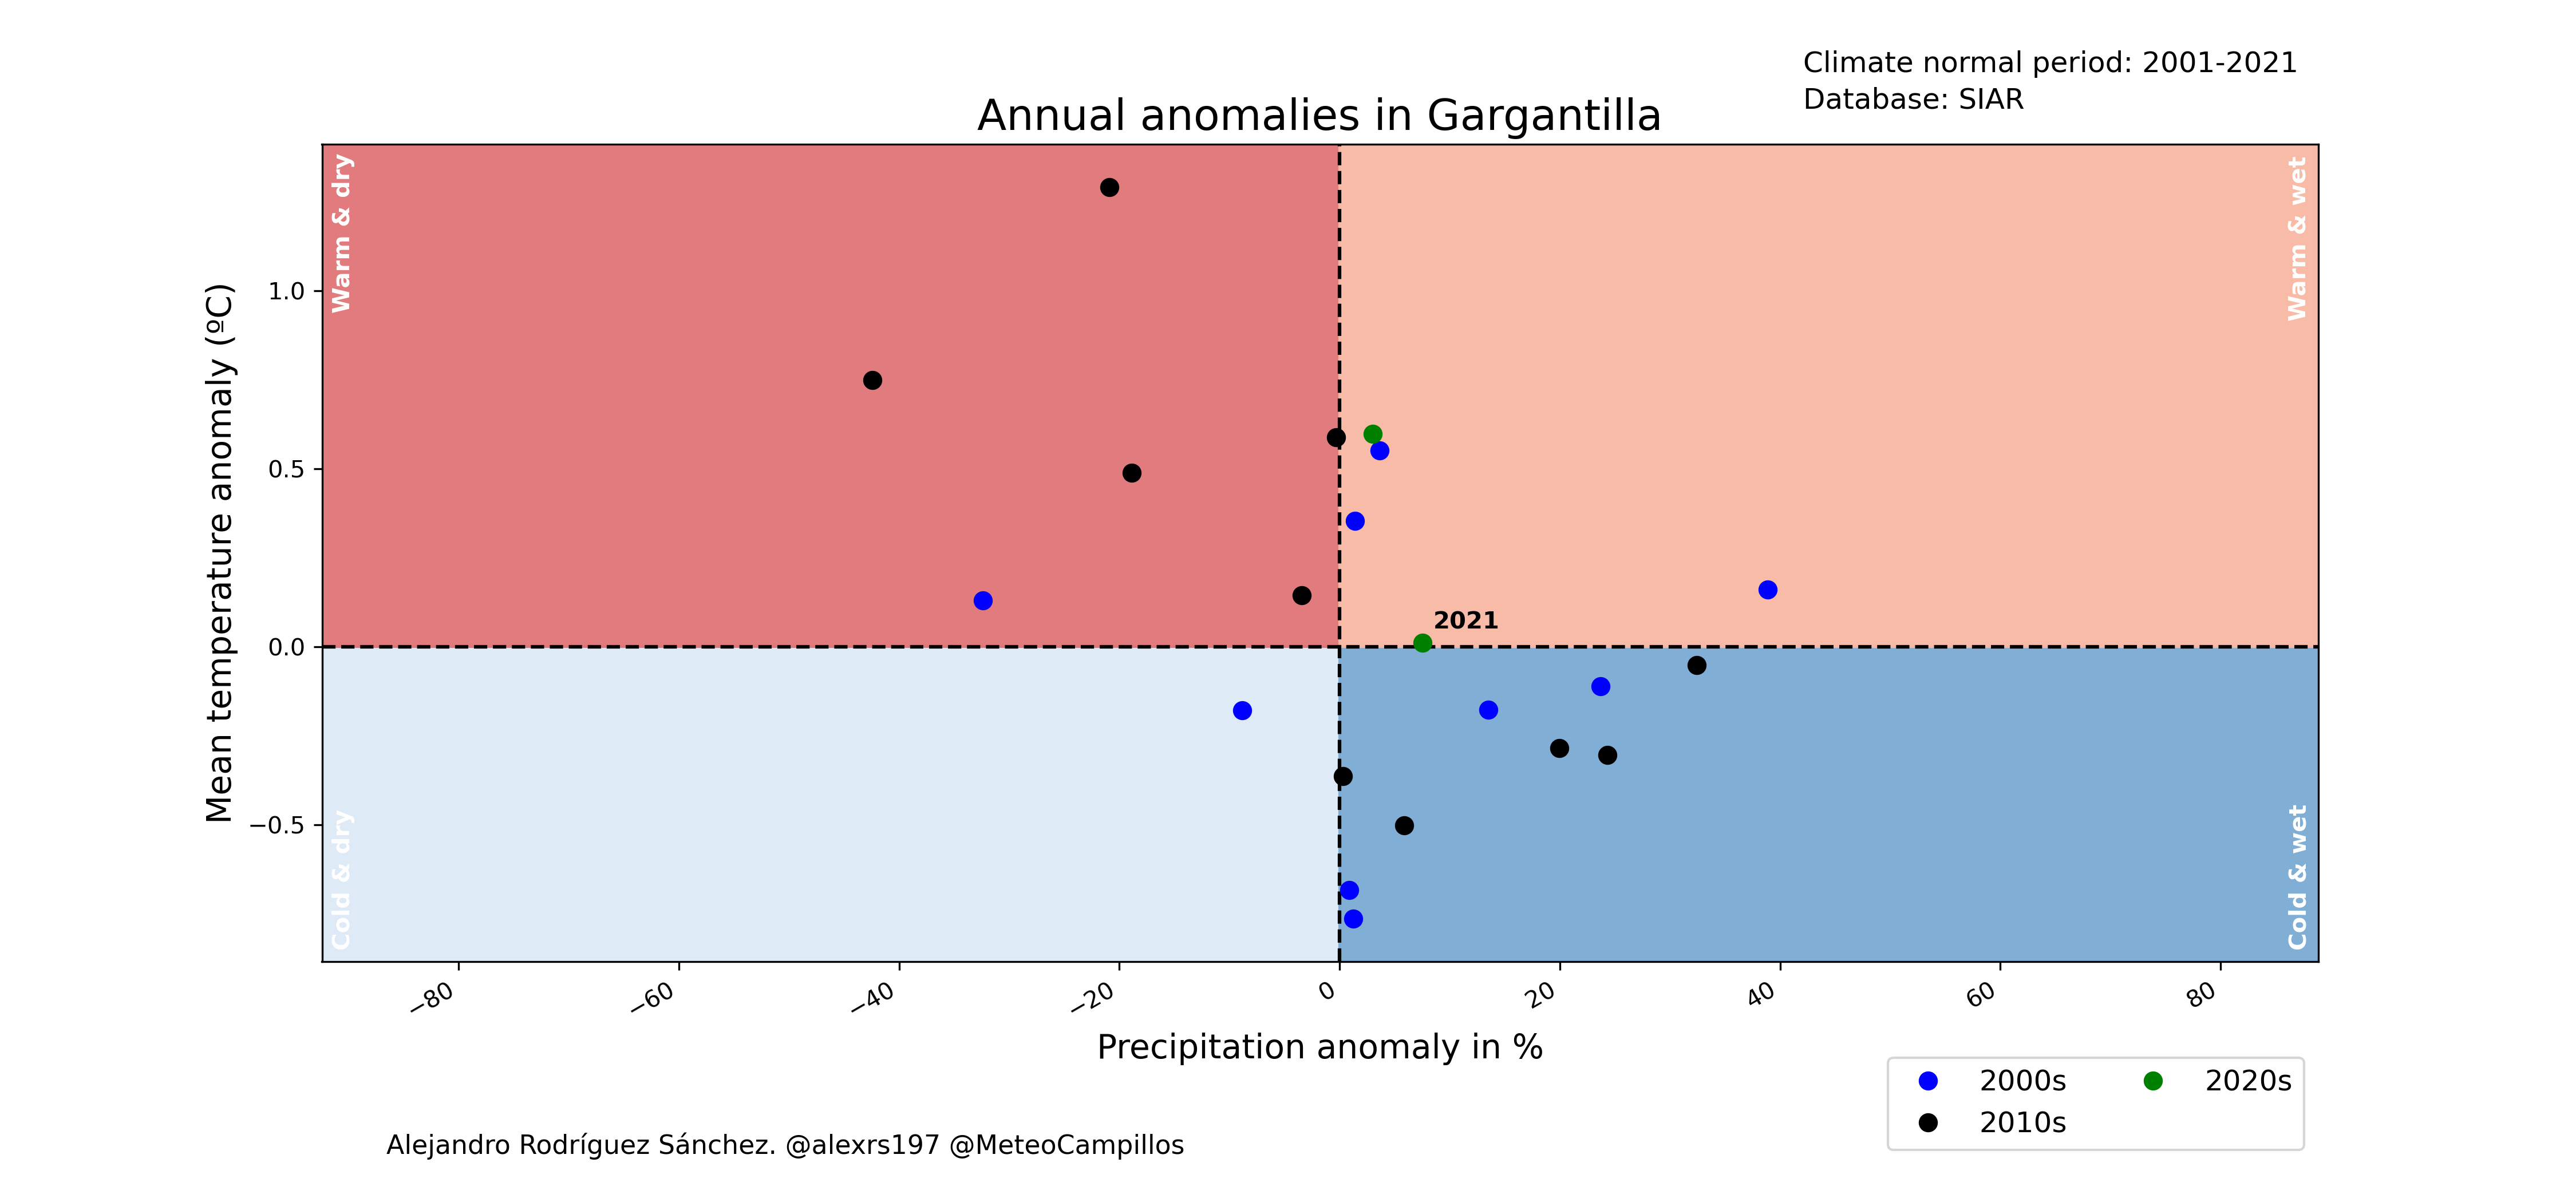 Climate normal period: 2001-2021
Database: SIAR
Annual anomalies in Gargantilla
Warm & dry
Warm & wet
Mean temperature anomaly (ºC)
1.0
0.5
0.0
−0.5
2021
Cold & dry
Cold & wet
−80
−60
−40
−20
0
20
40
60
80
Precipitation anomaly in %
2000s
2010s
2020s
Alejandro Rodríguez Sánchez. @alexrs197 @MeteoCampillos